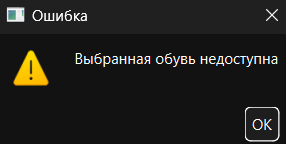 Ошибка
Выбранная обувь недоступна
OK